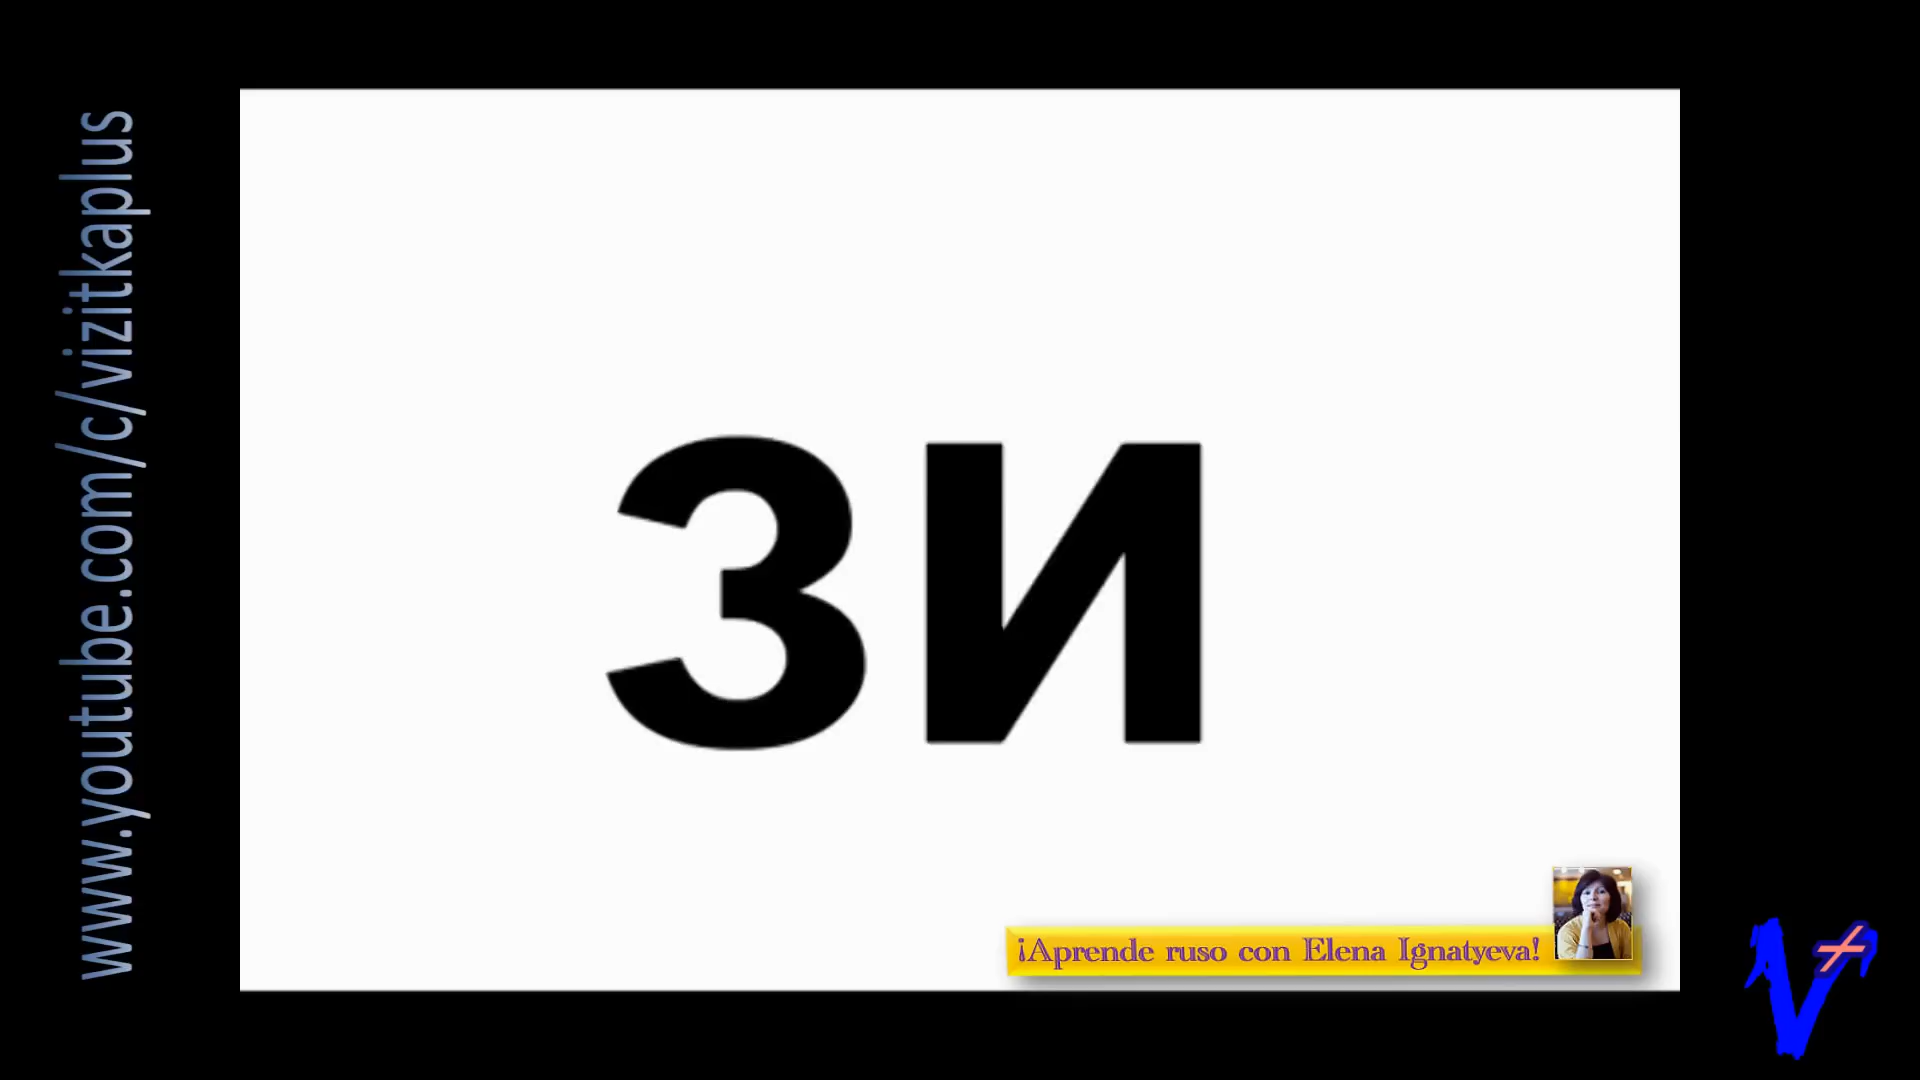 www.youtube.com/c/vizitkaplus
зи
¡Aprende ruso con Elena Ignatyeva!
V+